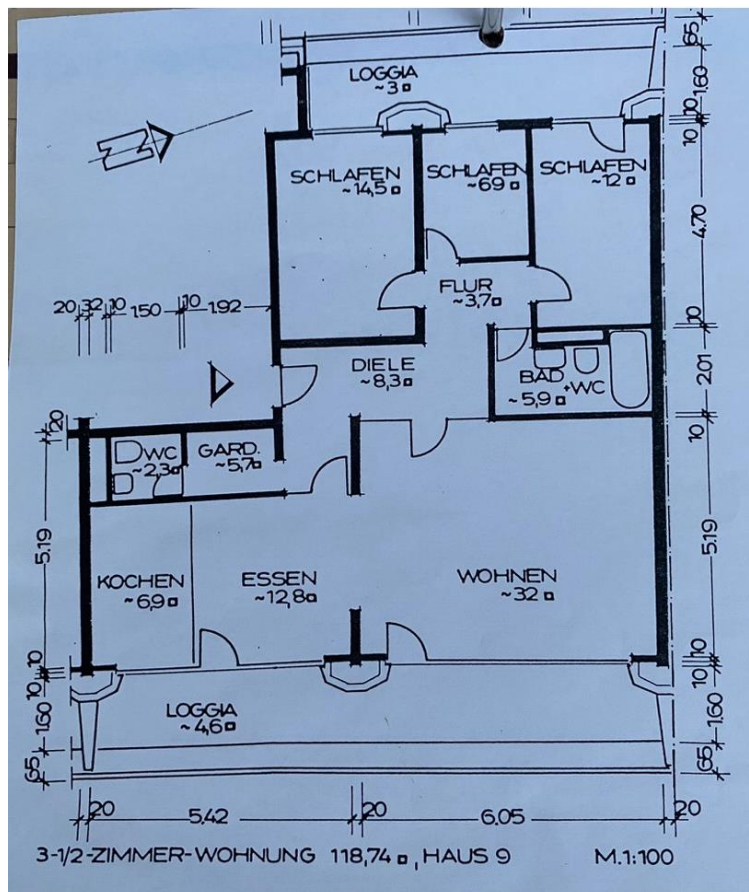 65
1.60
10
10
LOGGIA
~3
N
SCHLAFEN
~14,5
SCHLAFEN
~69
SCHLAFEN
~12
4.70
FLUR
~3,7
20 32 10 1.50 10 1.92
10
DIELE
~8,3
BAD
+WC
~5,9
2.01
10
20
WC
~2,3
GARD.
~5,7
5.19
5.19
KOCHEN
~6,9
ESSEN
~12,8
WOHNEN
~32
10
10
10
10
LOGGIA
~4,6
1.60
1.60
65
65
20 5.42 20 6.05 20
3-1/2-ZIMMER-WOHNUNG 118,74 , HAUS 9 M.1:100